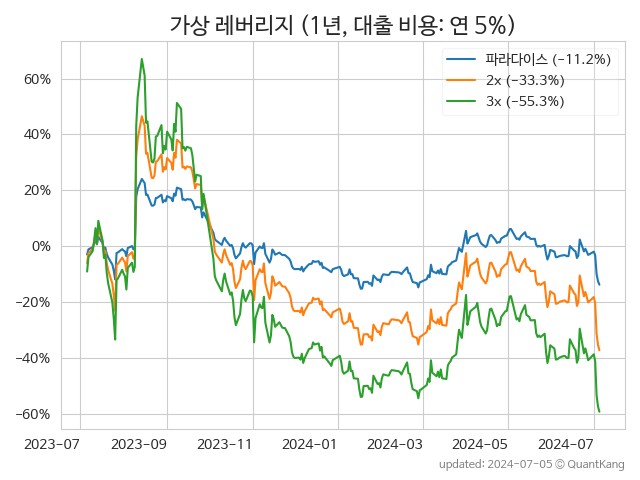 가상 레버리지 (1년, 대출 비용: 연 5%)
파라다이스 (-11.2%)
2x (-33.3%)
3x (-55.3%)
60%
40%
20%
0%
-20%
-40%
-60%
2023-07 2023-09 2023-11 2024-01 2024-03 2024-05 2024-07
updated: 2024-07-05 © QuantKang